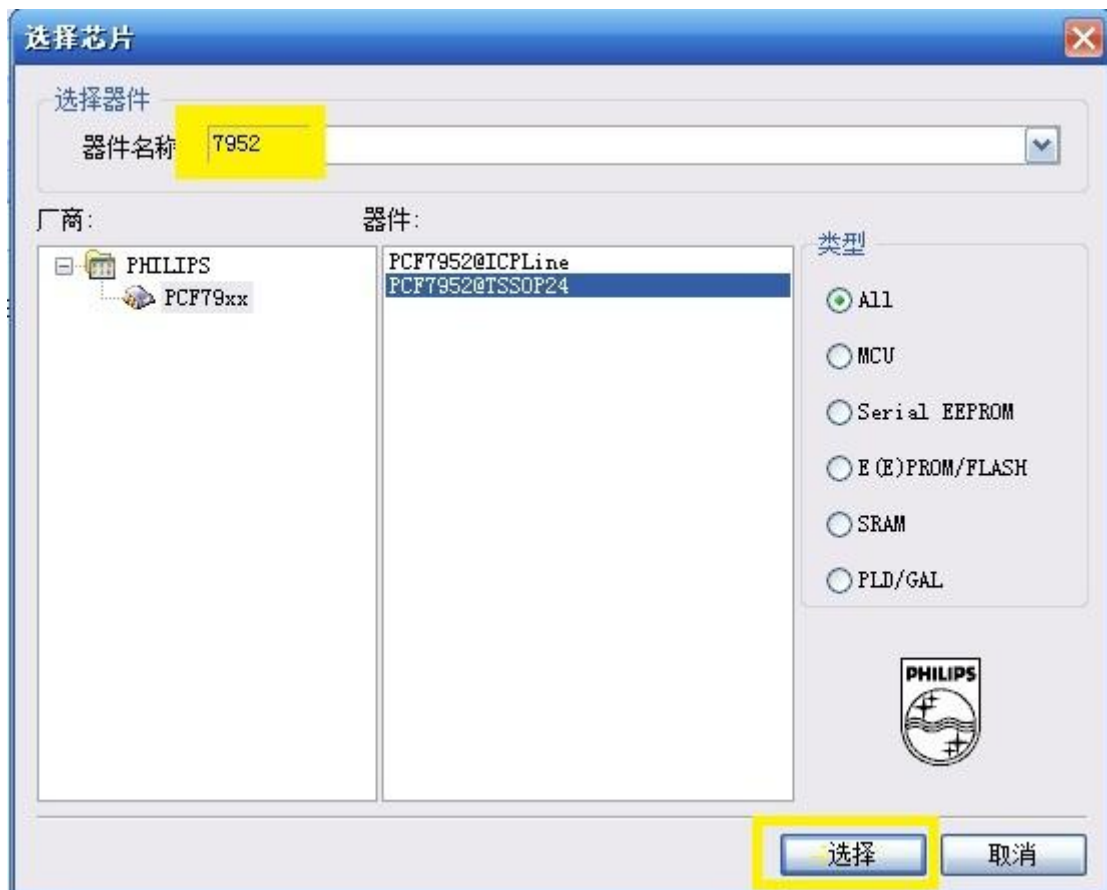 选择芯片
选择器件
器件名称
7952
厂商:
器件:
类型
PHILIPS
PCF79xx
PCF7952@ICPLine
PCF7952@TSSOP24
All
MCU
Serial EEPROM
E(E)PROM/FLASH
SRAM
PLD/GAL
PHILIPS
选择
取消